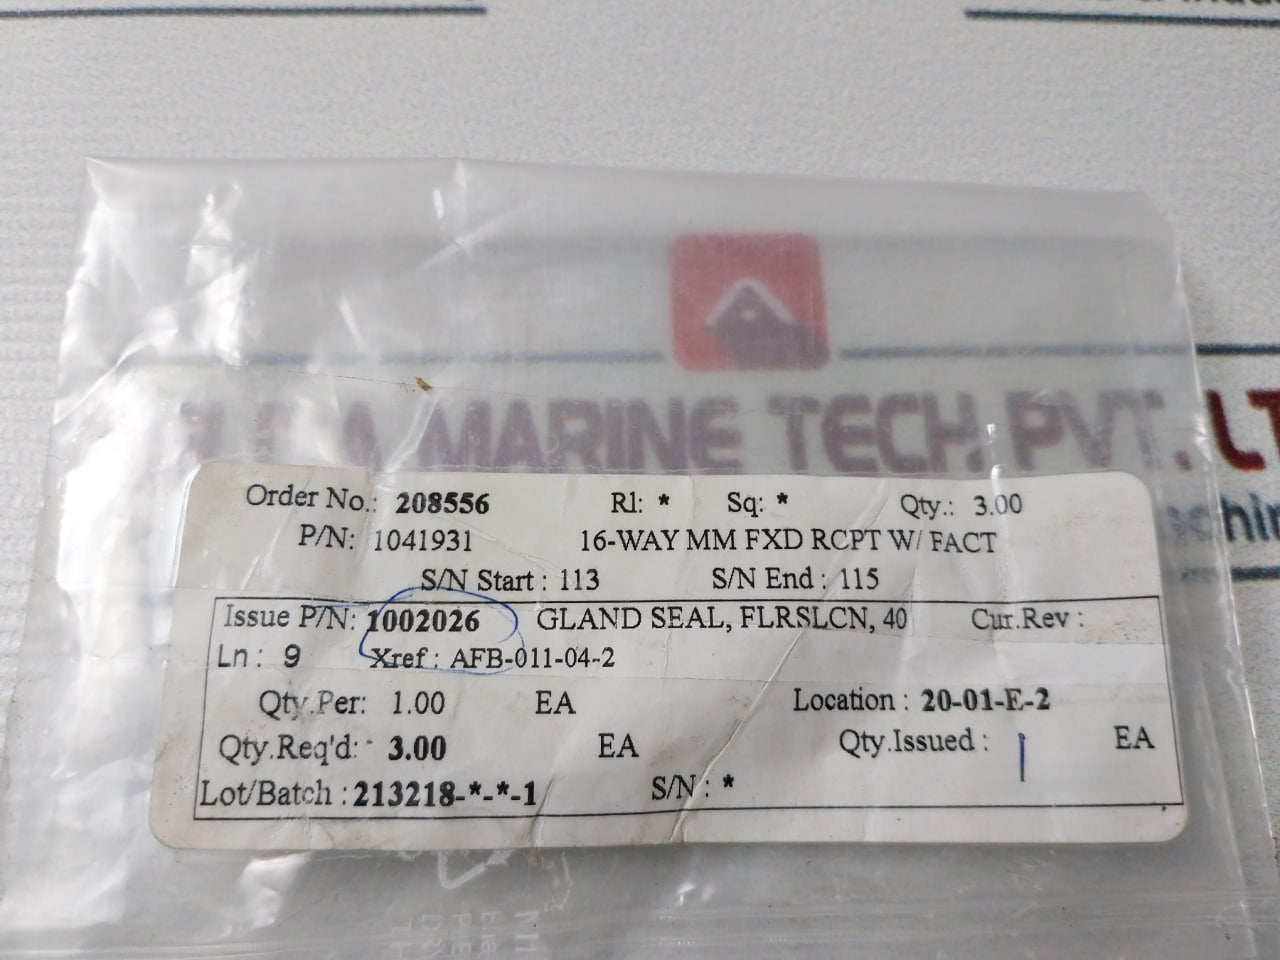 MARINE TECH PVT. LT
Order No.: 208556 Rl: * Sq: * Qty.: 3.00
P/N: 1041931 16-WAY MM FXD RCPT W/ FACT
S/N Start : 113 S/N End : 115
Issue P/N: 1002026 GLAND SEAL, FLRSLCN, 40 Cur.Rev :
Ln : 9 Xref : AFB-011-04-2
Qty.Per: 1.00 EA Location : 20-01-E-2
Qty.Req'd: 3.00 EA Qty.Issued : 1 EA
Lot/Batch : 213218-*-*-1 S/N : *